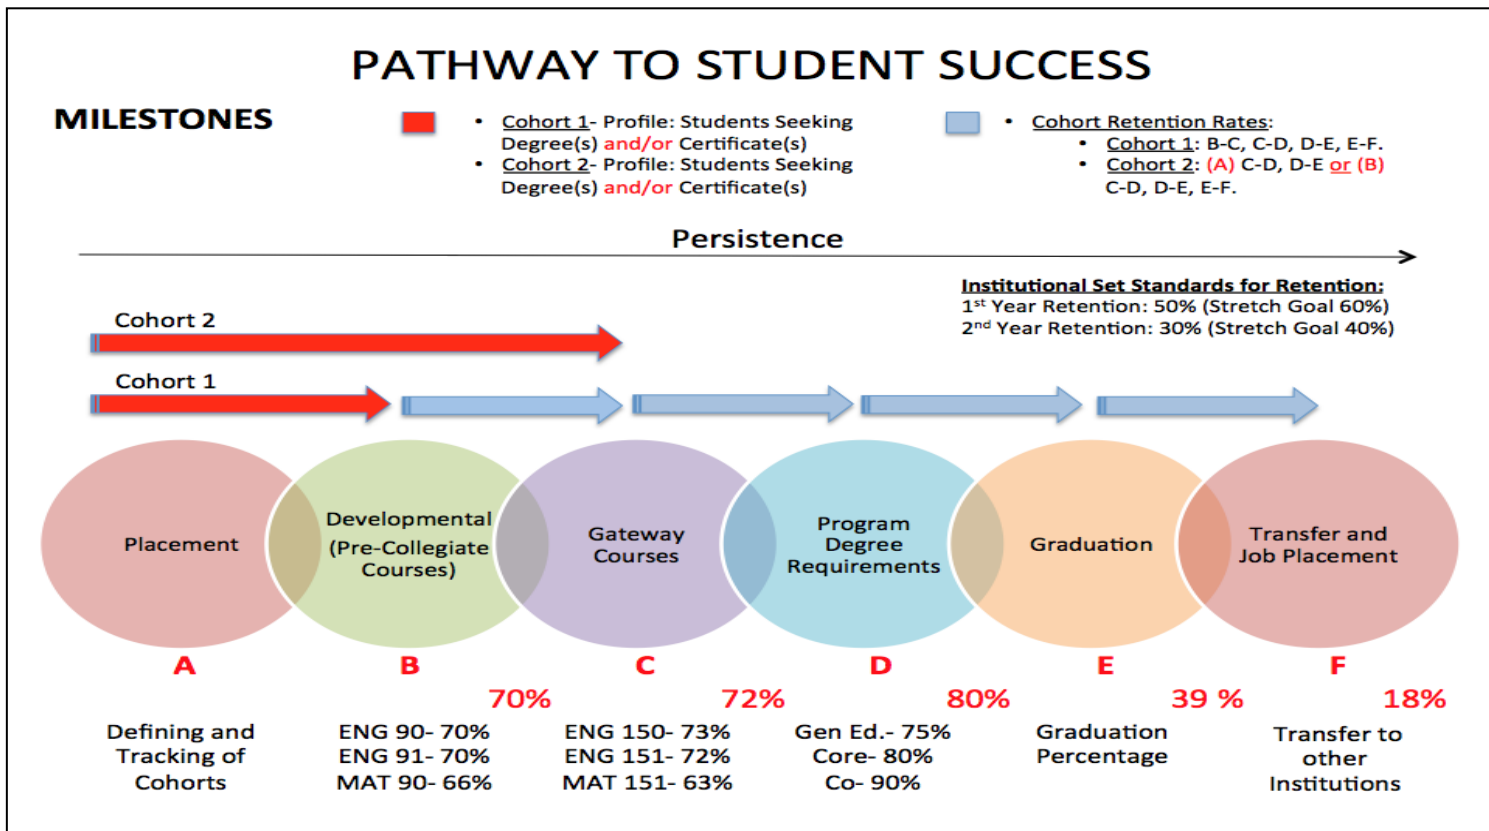 PATHWAY TO STUDENT SUCCESS
MILESTONES
• Cohort 1- Profile: Students Seeking
Degree(s) and/or Certificate(s)
• Cohort 2- Profile: Students Seeking
Degree(s) and/or Certificate(s)
• Cohort Retention Rates:
• Cohort 1: B-C, C-D, D-E, E-F.
• Cohort 2: (A) C-D, D-E or (B)
C-D, D-E, E-F.
Persistence
Institutional Set Standards for Retention:
1st Year Retention: 50% (Stretch Goal 60%)
2nd Year Retention: 30% (Stretch Goal 40%)
Cohort 2
Cohort 1
Placement
Developmental
(Pre-Collegiate
Courses)
Gateway
Courses
Program
Degree
Requirements
Graduation
Transfer and
Job Placement
A
B
C
D
E
F
70%
72%
80%
39 %
18%
Defining and
Tracking of
Cohorts
ENG 90- 70%
ENG 91- 70%
MAT 90- 66%
ENG 150- 73%
ENG 151- 72%
MAT 151- 63%
Gen Ed.- 75%
Core- 80%
Co- 90%
Graduation
Percentage
Transfer to
other
Institutions